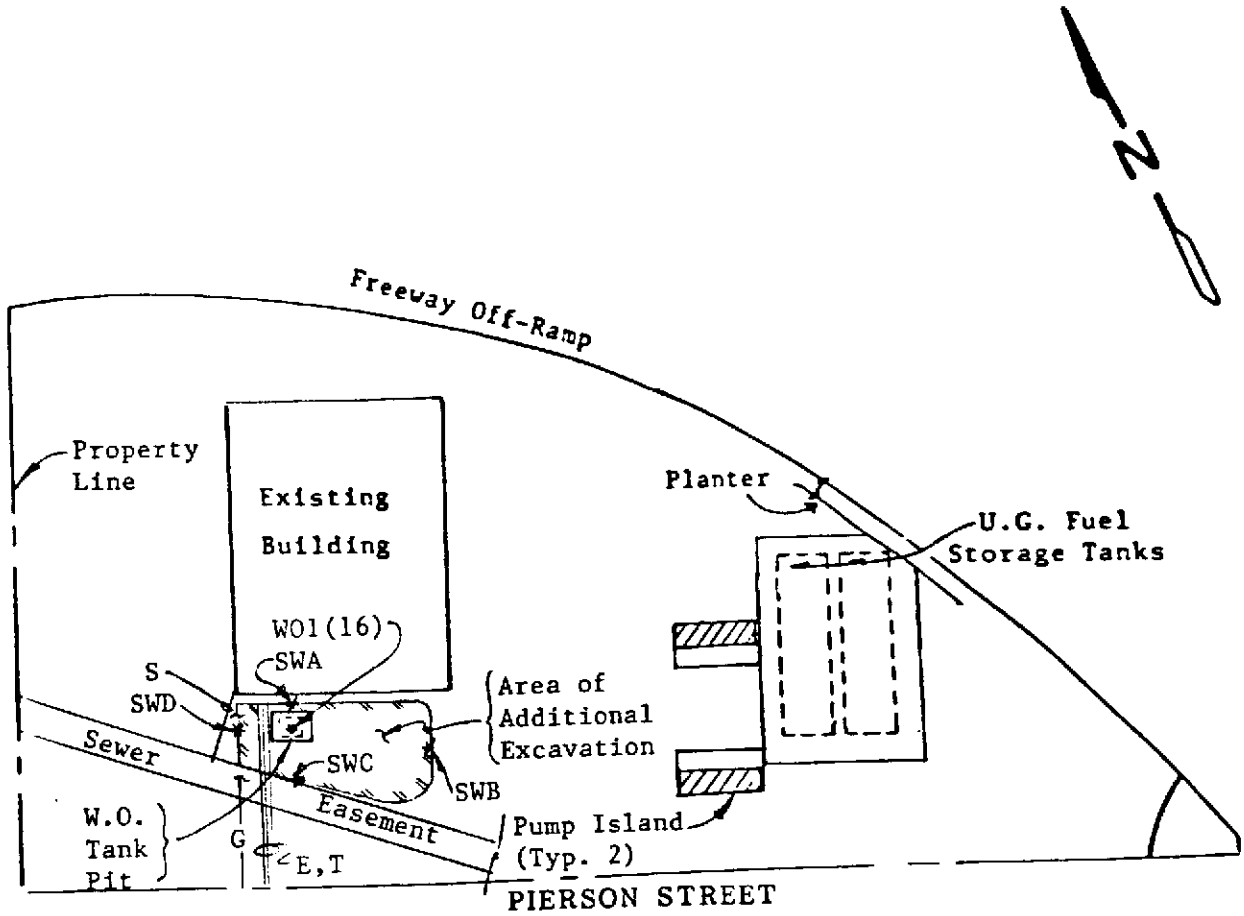 N
Freeway Off-Ramp
Property
Line
Existing
Building
Planter
U.G. Fuel
Storage Tanks
WO1(16)
SWA
S
SWD
Area of
Additional
Excavation
Sewer
SWC
SWB
Easement
W.O.
Tank
Pit
G
E,T
Pump Island
(Typ. 2)
PIERSON STREET